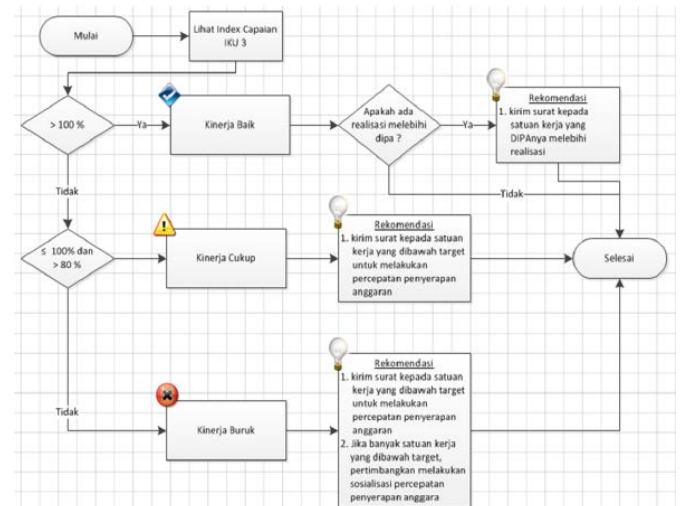 Mulai
Lihat Index Capaian
IKU 3
> 100 %
Ya
Kinerja Baik
Apakah ada
realisasi melebihi
dipa ?
Ya
Rekomendasi
1. kirim surat kepada
satuan kerja yang
DIPAnya melebihi
realisasi
Tidak
Tidak
≤ 100% dan
> 80 %
Kinerja Cukup
Rekomendasi
1. kirim surat kepada satuan
kerja yang dibawah target
untuk melakukan
percepatan penyerapan
anggaran
Selesai
Tidak
Kinerja Buruk
Rekomendasi
1. kirim surat kepada satuan
kerja yang dibawah target
untuk melakukan
percepatan penyerapan
anggaran
2. Jika banyak satuan kerja
yang dibawah target,
pertimbangkan melakukan
sosialisasi percepatan
penyerapan anggara